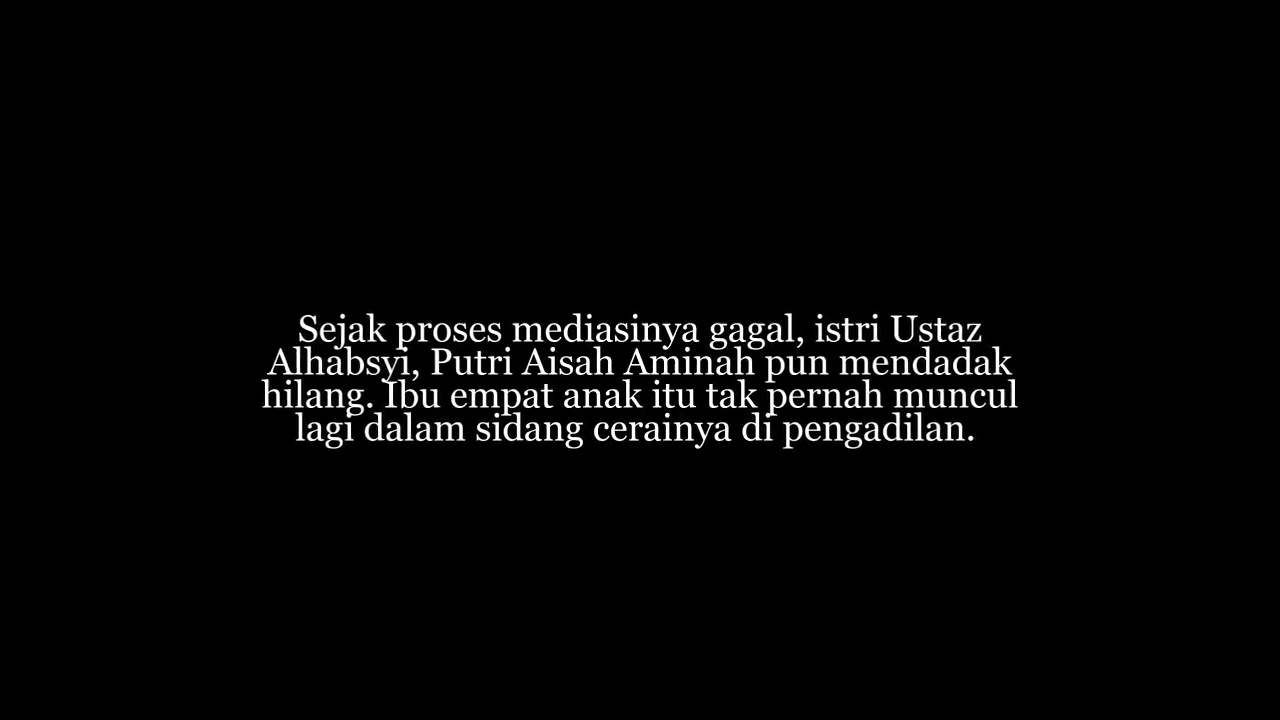 Sejak proses mediasinya gagal, istri Ustaz
Alhabsyi, Putri Aisah Aminah pun mendadak
hilang. Ibu empat anak itu tak pernah muncul
lagi dalam sidang cerainya di pengadilan.